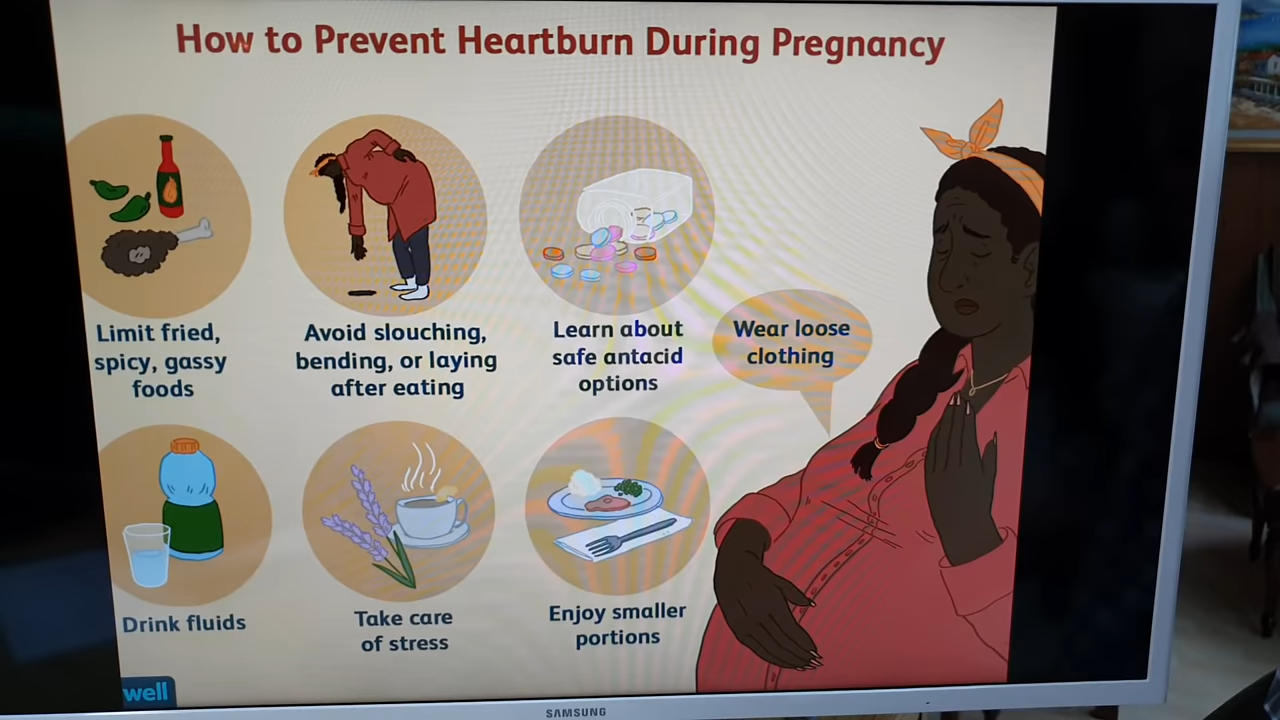 How to Prevent Heartburn During Pregnancy
Limit fried,
spicy, gassy
foods
Avoid slouching,
bending, or laying
after eating
Learn about
safe antacid
options
Wear loose
clothing
Drink fluids
Take care
of stress
Enjoy smaller
portions
well
SAMSUNG